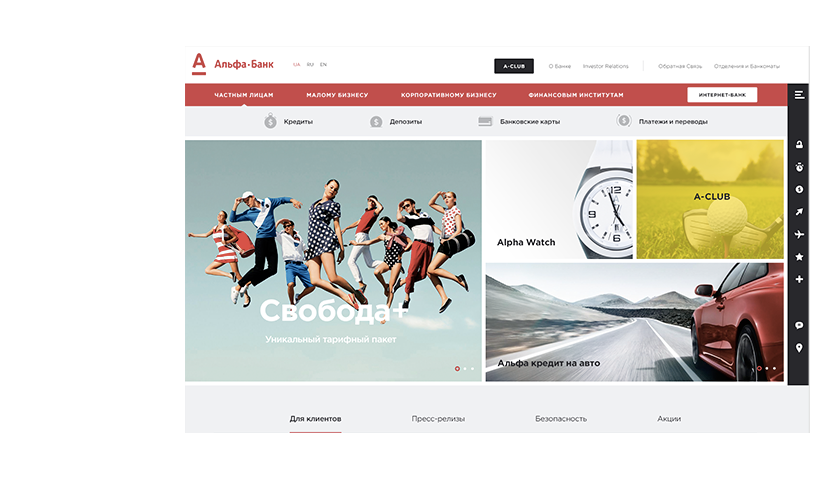 Альфа·Банк
UA RU EN
A-CLUB
О Банке
Investor Relations
Обратная Связь
Отделения и Банкоматы
ЧАСТНЫМ ЛИЦАМ
МАЛОМУ БИЗНЕСУ
КОРПОРАТИВНОМУ БИЗНЕСУ
ФИНАНСОВЫМ ИНСТИТУТАМ
ИНТЕРНЕТ-БАНК
Кредиты
Депозиты
Банковские карты
Платежи и переводы
Свобода+
Уникальный тарифный пакет
Alpha Watch
A-CLUB
Альфа кредит на авто
Для клиентов
Пресс-релизы
Безопасность
Акции